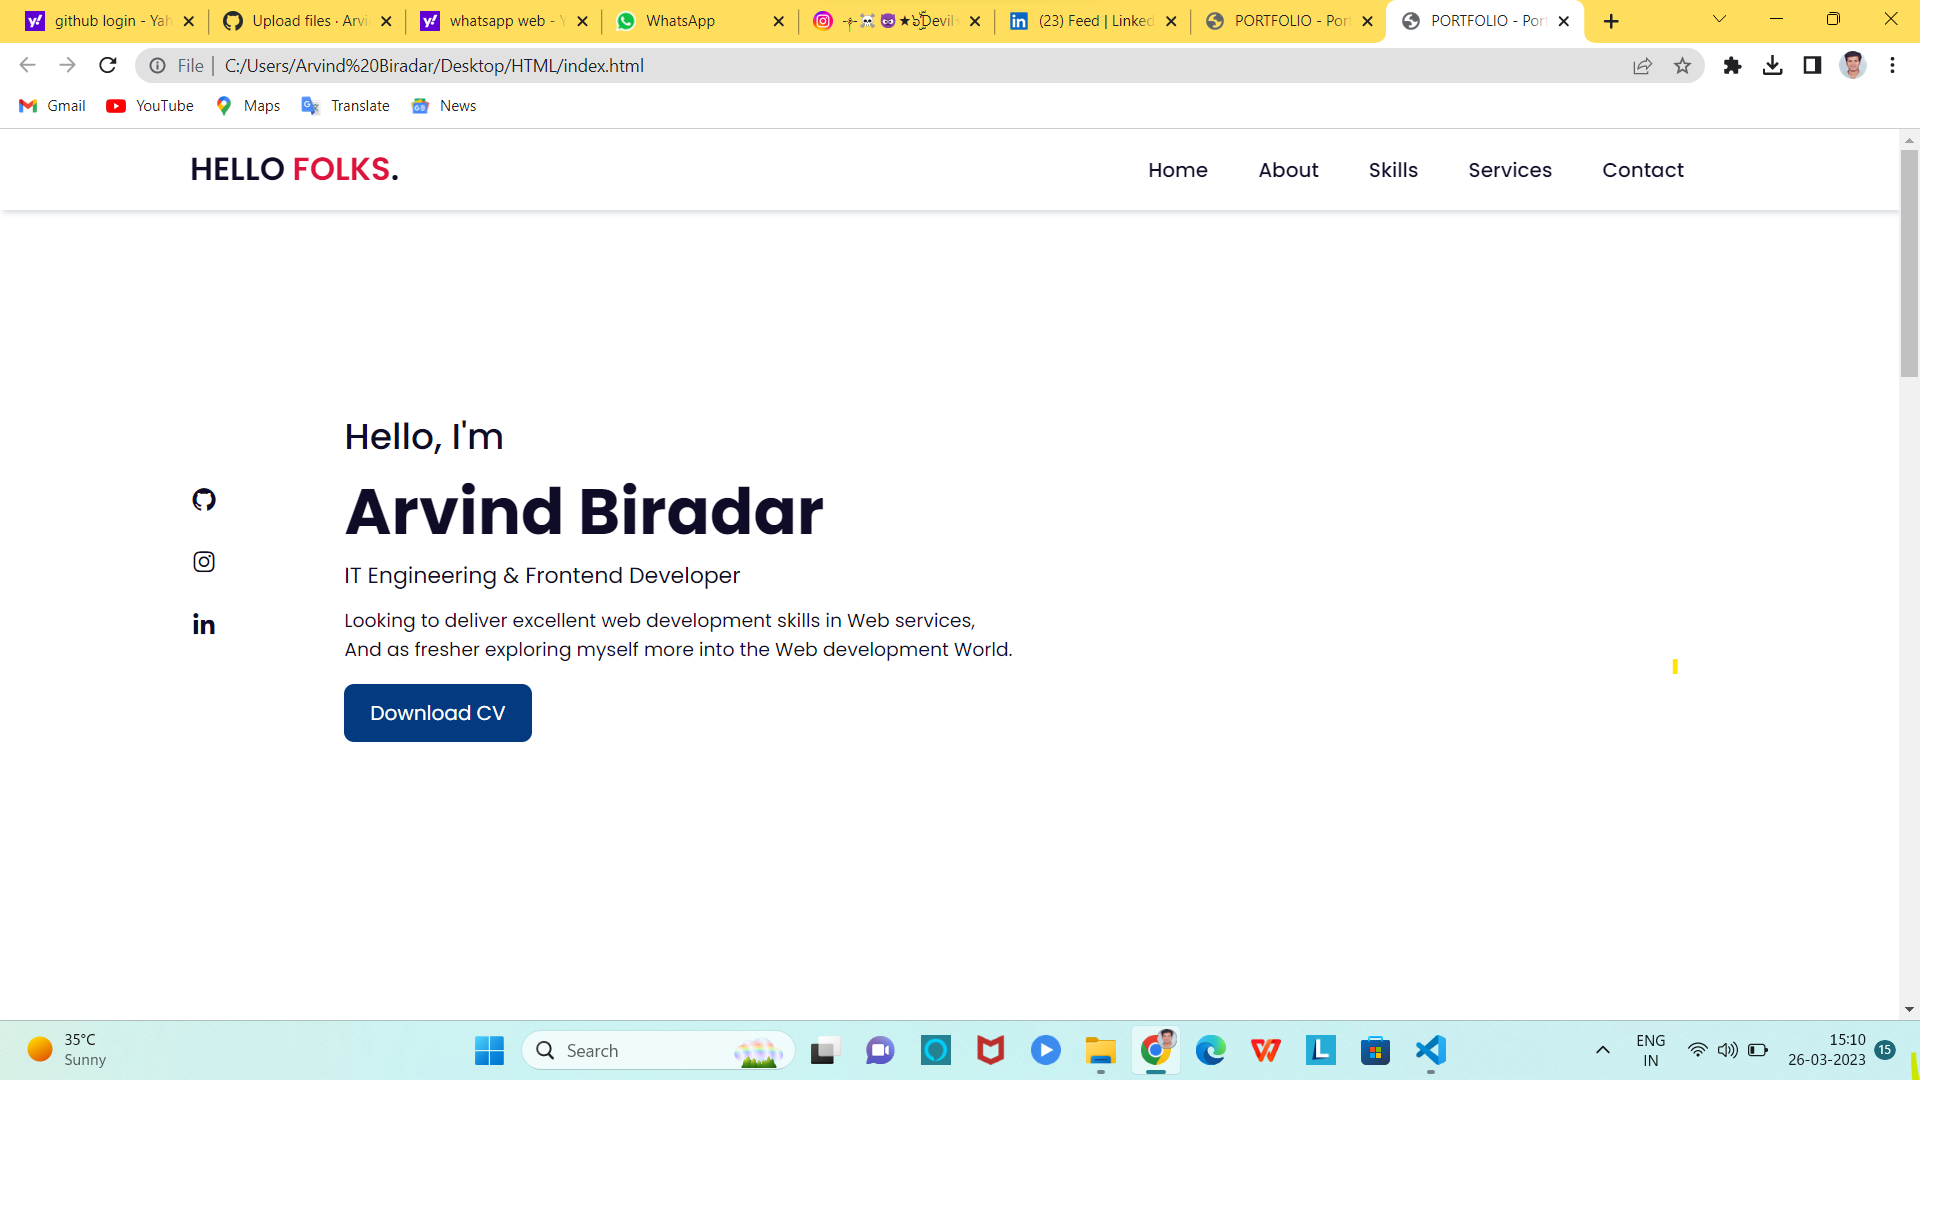 github login - Yah
Upload files · Arvi
whatsapp web - Y
WhatsApp
Devil
(23) Feed | Linked
PORTFOLIO - Port
PORTFOLIO - Port
File | C:/Users/Arvind%20Biradar/Desktop/HTML/index.html
Gmail YouTube Maps Translate News
HELLO FOLKS.
Home About Skills Services Contact
Hello, I'm
Arvind Biradar
IT Engineering & Frontend Developer
Looking to deliver excellent web development skills in Web services,
And as fresher exploring myself more into the Web development World.
Download CV
35°C
Sunny
Search
ENG
IN
15:10
26-03-2023
15